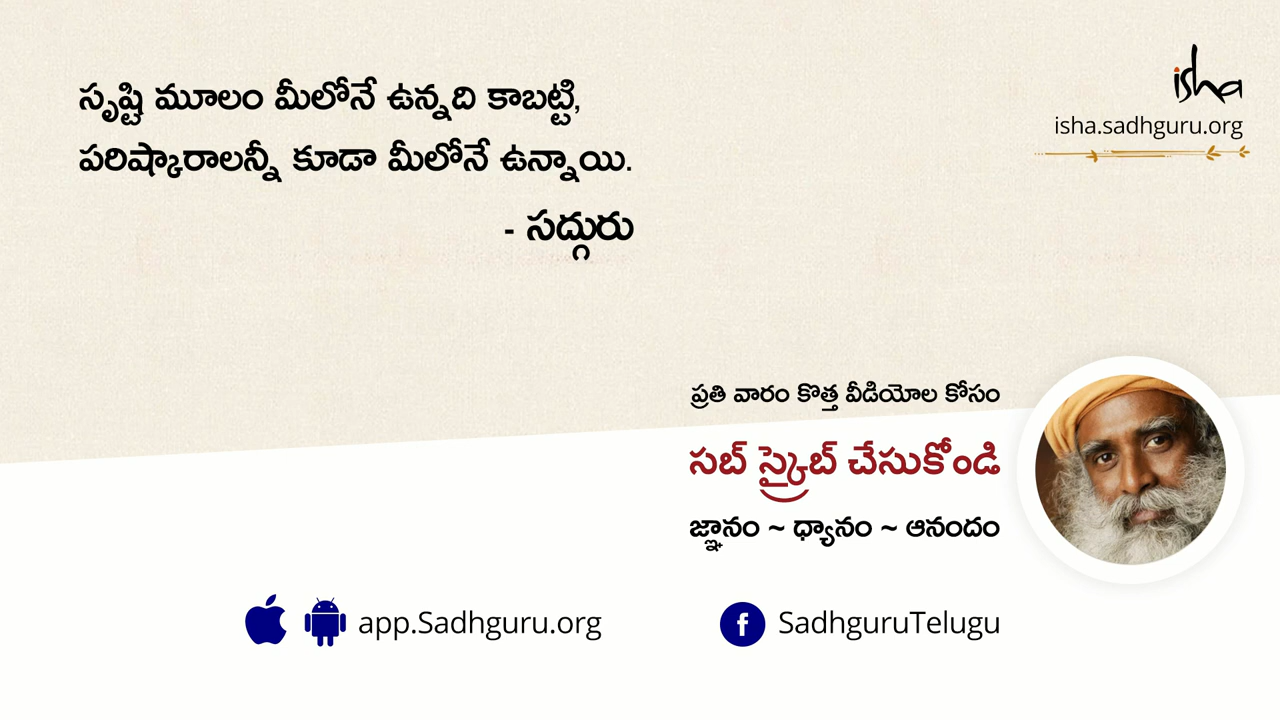 సృష్టి మూలం మీలోనే ఉన్నది కాబట్టి,
పరిష్కారాలన్నీ కూడా మీలోనే ఉన్నాయి.
- సద్గురు
isha
isha.sadhguru.org
ప్రతి వారం కొత్త వీడియోల కోసం
సబ్ స్క్రైబ్ చేసుకోండి
జ్ఞానం ~ ధ్యానం ~ ఆనందం
app.Sadhguru.org
SadhguruTelugu